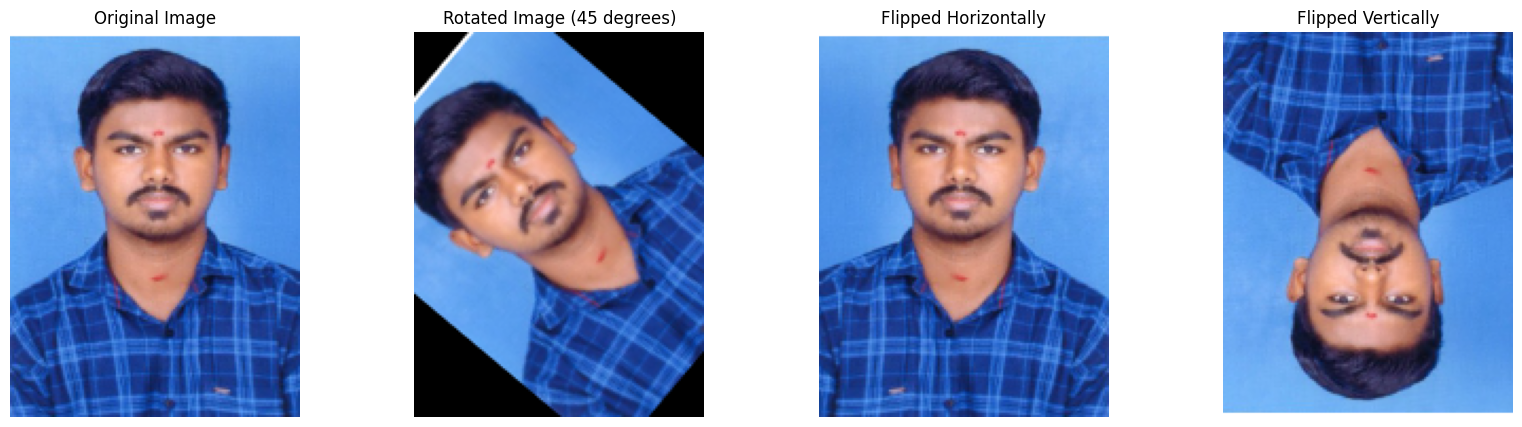 Original Image
Rotated Image (45 degrees)
Flipped Horizontally
Flipped Vertically